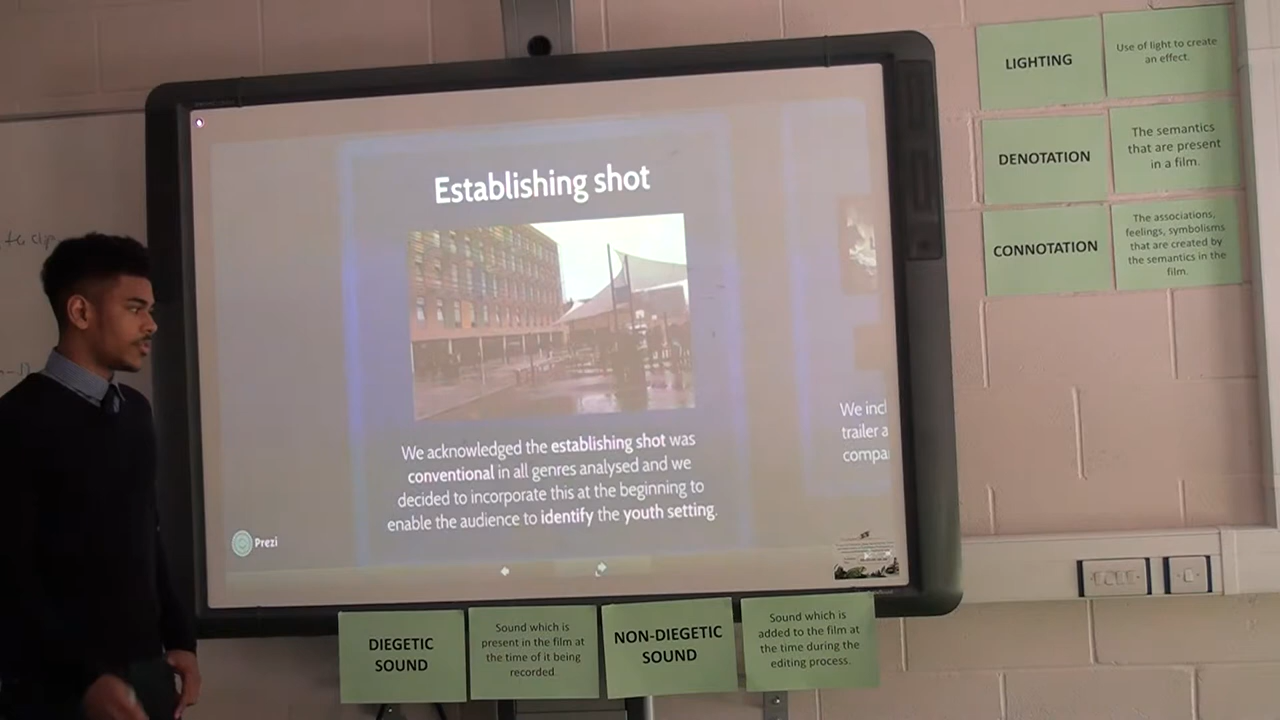 Establishing shot
We acknowledged the establishing shot was
conventional in all genres analysed and we
decided to incorporate this at the beginning to
enable the audience to identify the youth setting.
We incl
trailer a
compa
Prezi
LIGHTING
Use of light to create
an effect.
DENOTATION
The semantics
that are present
in a film.
CONNOTATION
The associations,
feelings, symbolisms
that are created by
the semantics in the
film.
DIEGETIC
SOUND
Sound which is
present in the film at
the time of it being
recorded
NON-DIEGETIC
SOUND
Sound which is
added to the film at
the time during the
editing process.
to clip